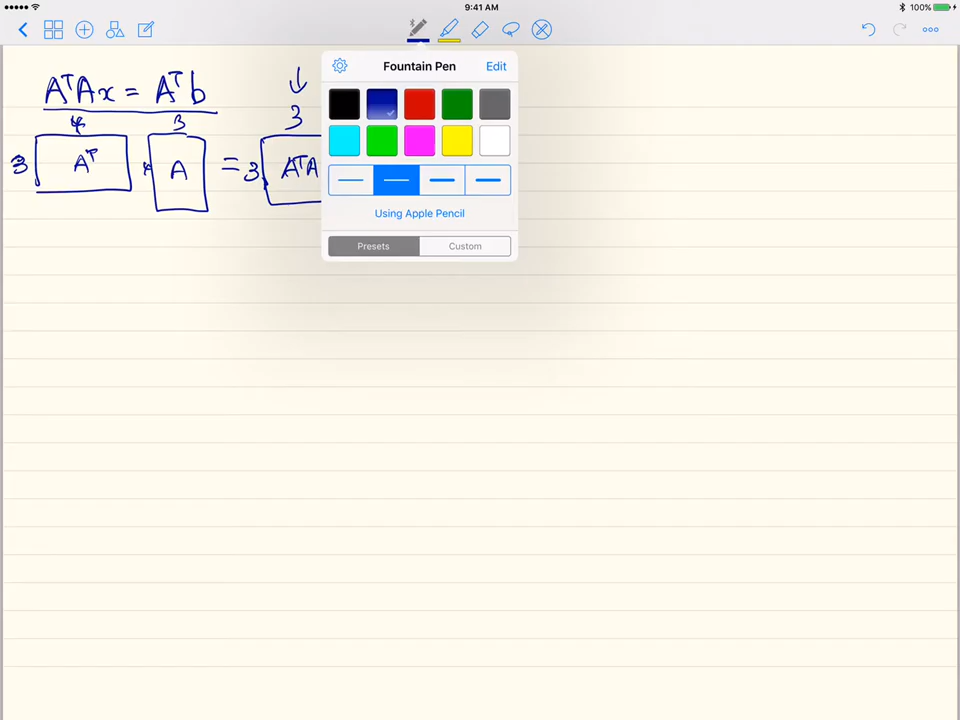 9:41 AM
100%
Fountain Pen
Edit
AᵀAx = Aᵀb
↓
3
4
3
3
Aᵀ
4
A
= 3
AᵀA
Using Apple Pencil
Presets
Custom